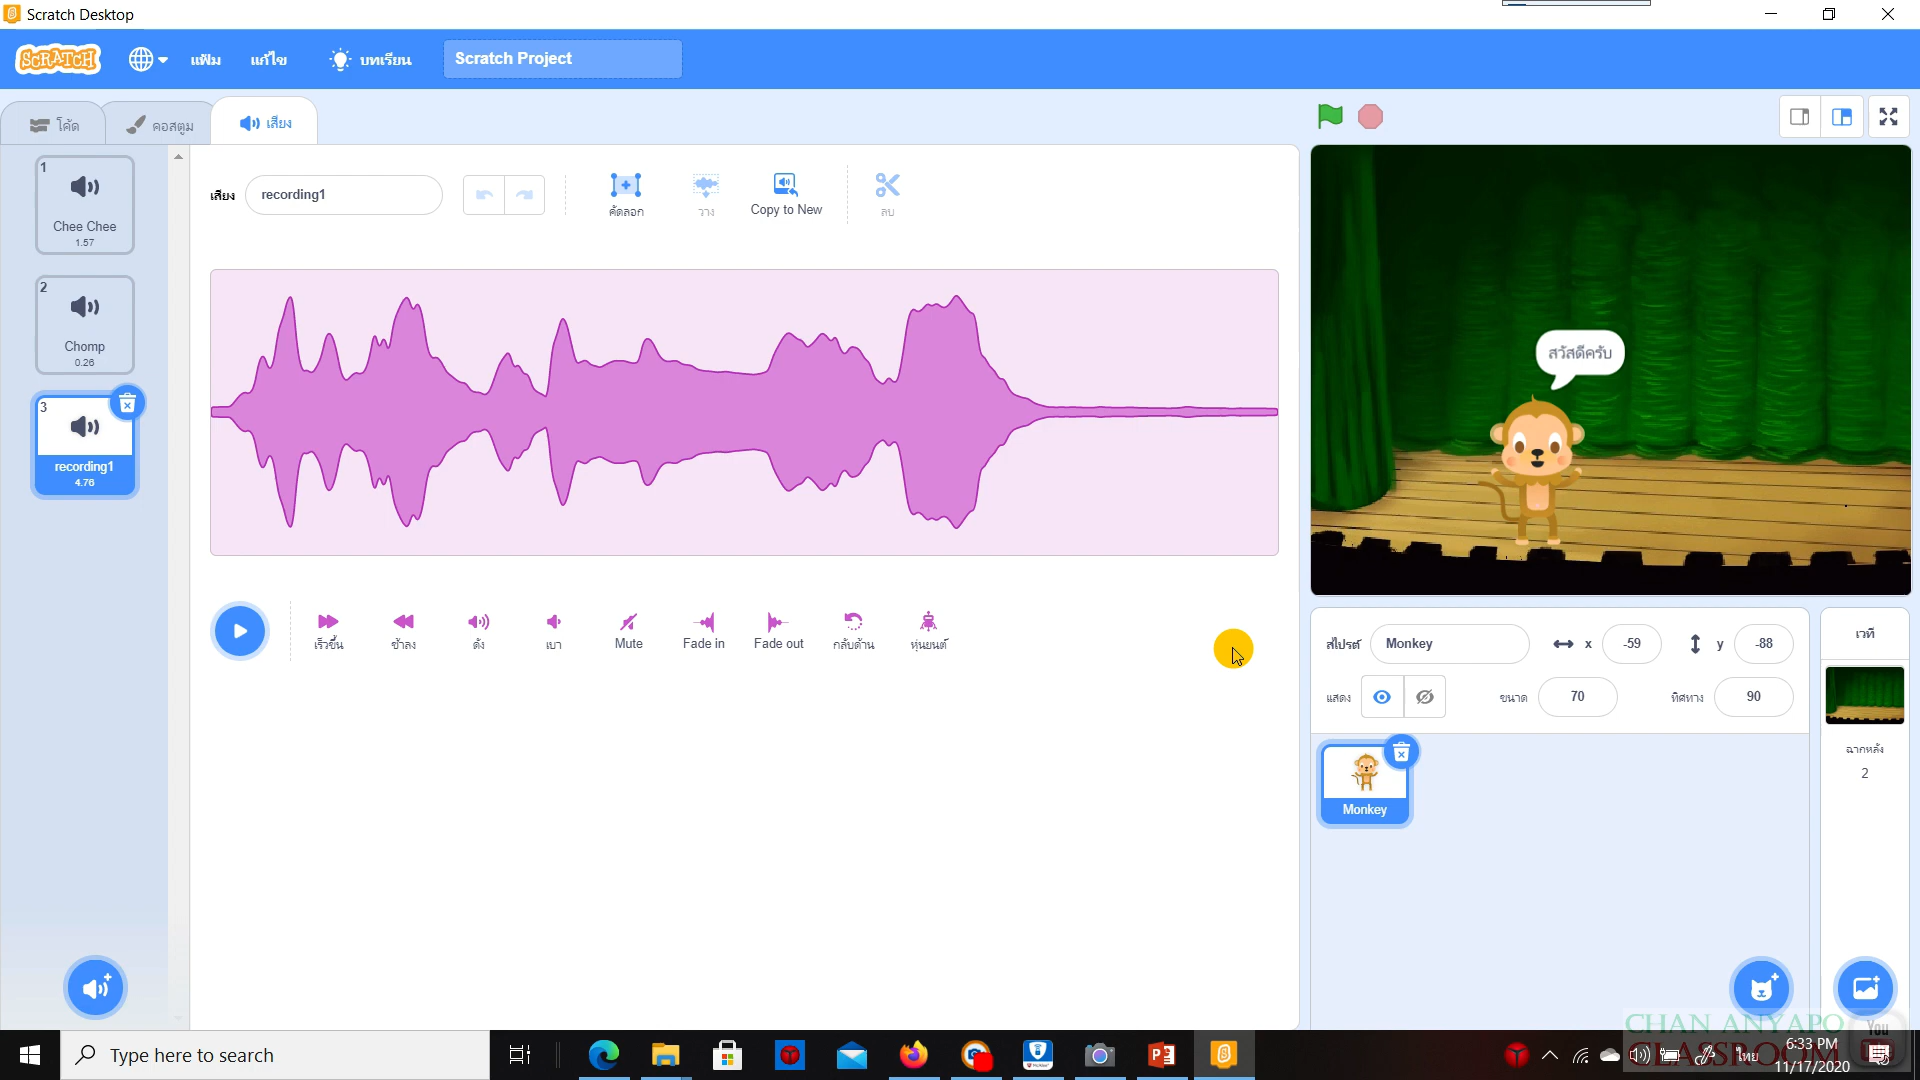 Scratch Desktop
SCRATCH
แฟ้ม
แก้ไข
บทเรียน
Scratch Project
โค้ด
คอสตูม
เสียง
1
Chee Chee
1.57
2
Chomp
0.26
3
recording1
4.76
เสียง
recording1
คัดลอก
วาง
Copy to New
ลบ
เร็วขึ้น
ช้าลง
ดัง
เบา
Mute
Fade in
Fade out
กลับด้าน
หุ่นยนต์
สวัสดีครับ
สไปรต์
Monkey
x
-59
y
-88
แสดง
ขนาด
70
ทิศทาง
90
Monkey
เวที
ฉากหลัง
2
CHAN ANYAPO
CLASSROOM
You
Type here to search
ไทย
6:33 PM
11/17/2020